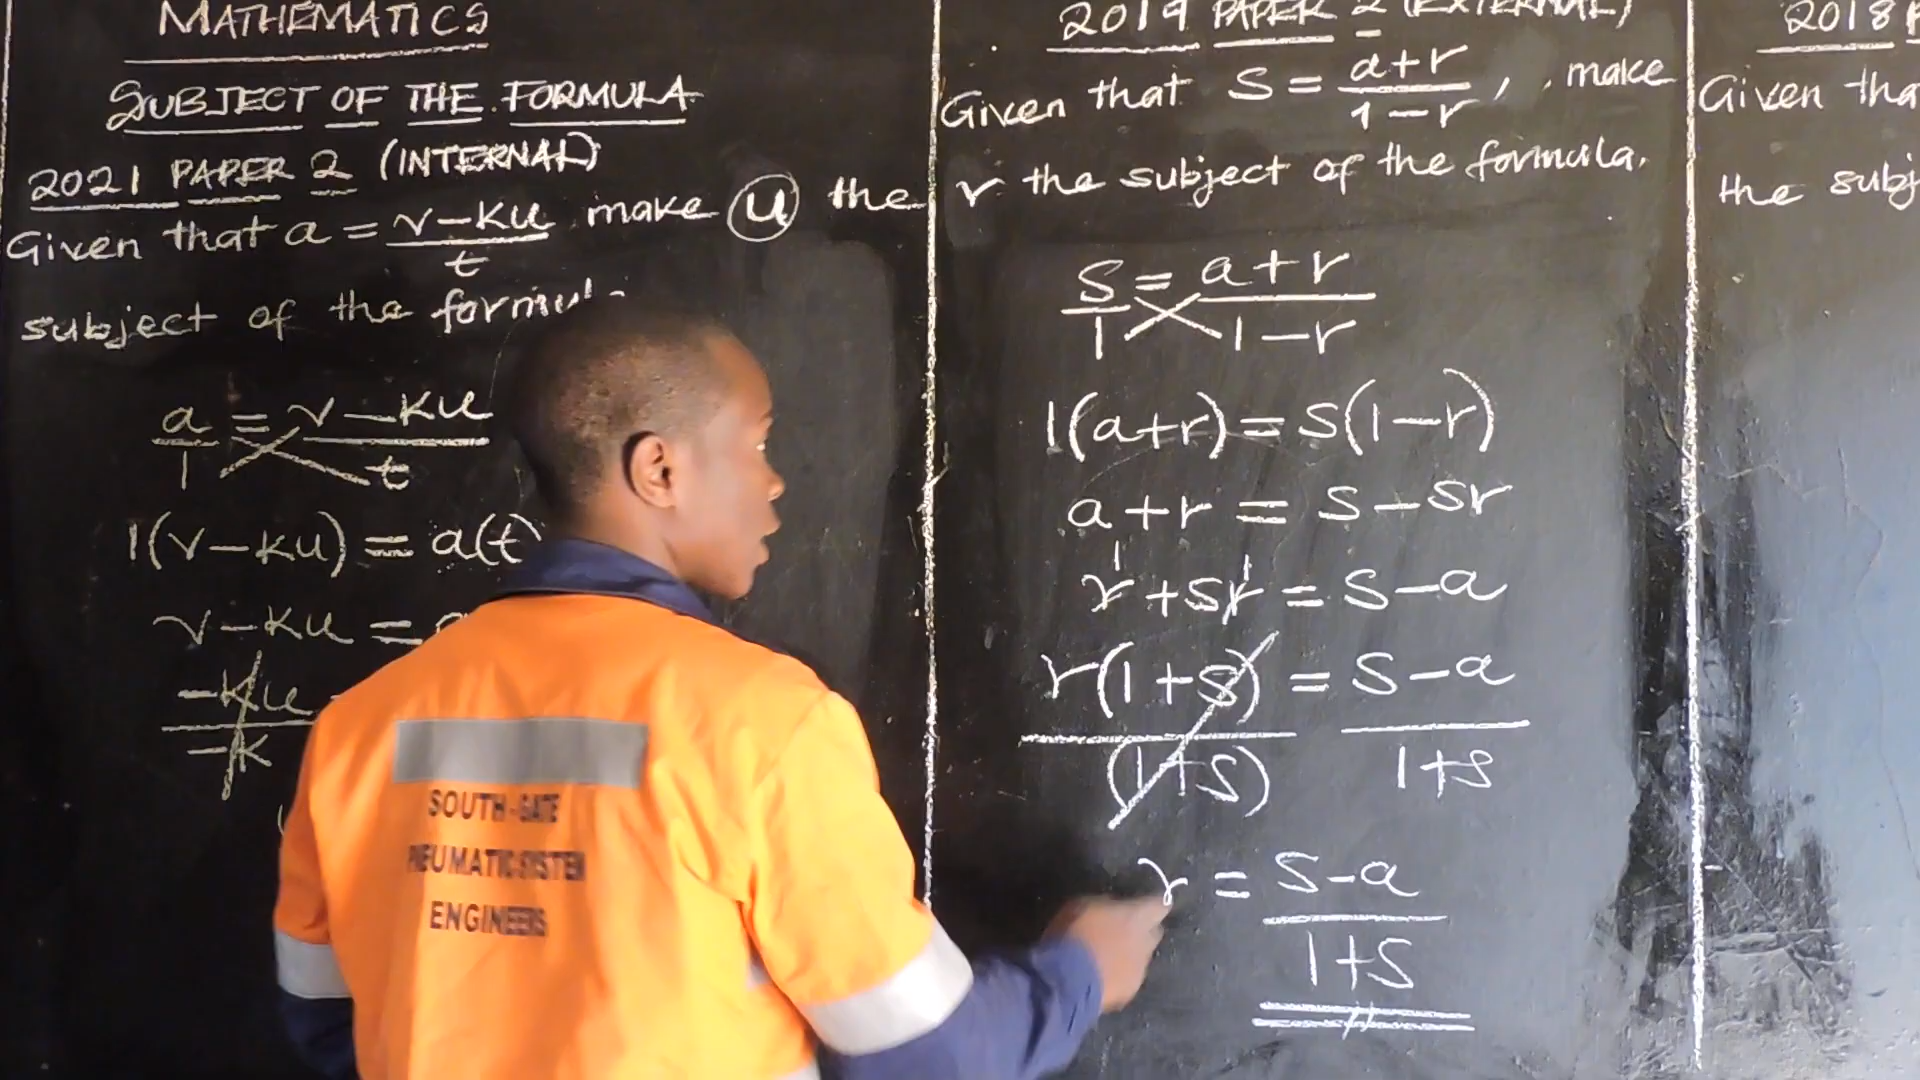 MATHEMATICS
SUBJECT OF THE FORMULA
2021 PAPER 2 (INTERNAL)
Given that a = v-ku/t make u the
subject of the
a/1 = v-ku/t
1(v-ku) = a(t)
v-ku =
-ku/-k
2019 PAPER 2 (EXTERNAL)
Given that S = a+r/1-r, make
r the subject of the formula.
S/1 = a+r/1-r
1(a+r) = S(1-r)
a+r = S-Sr
r+Sr = S-a
r(1+S)/(1+S) = S-a/1+S
r = S-a/1+S
2018
Given
the
SOUTH-GATE
PNEUMATIC SYSTEM
ENGINEERS